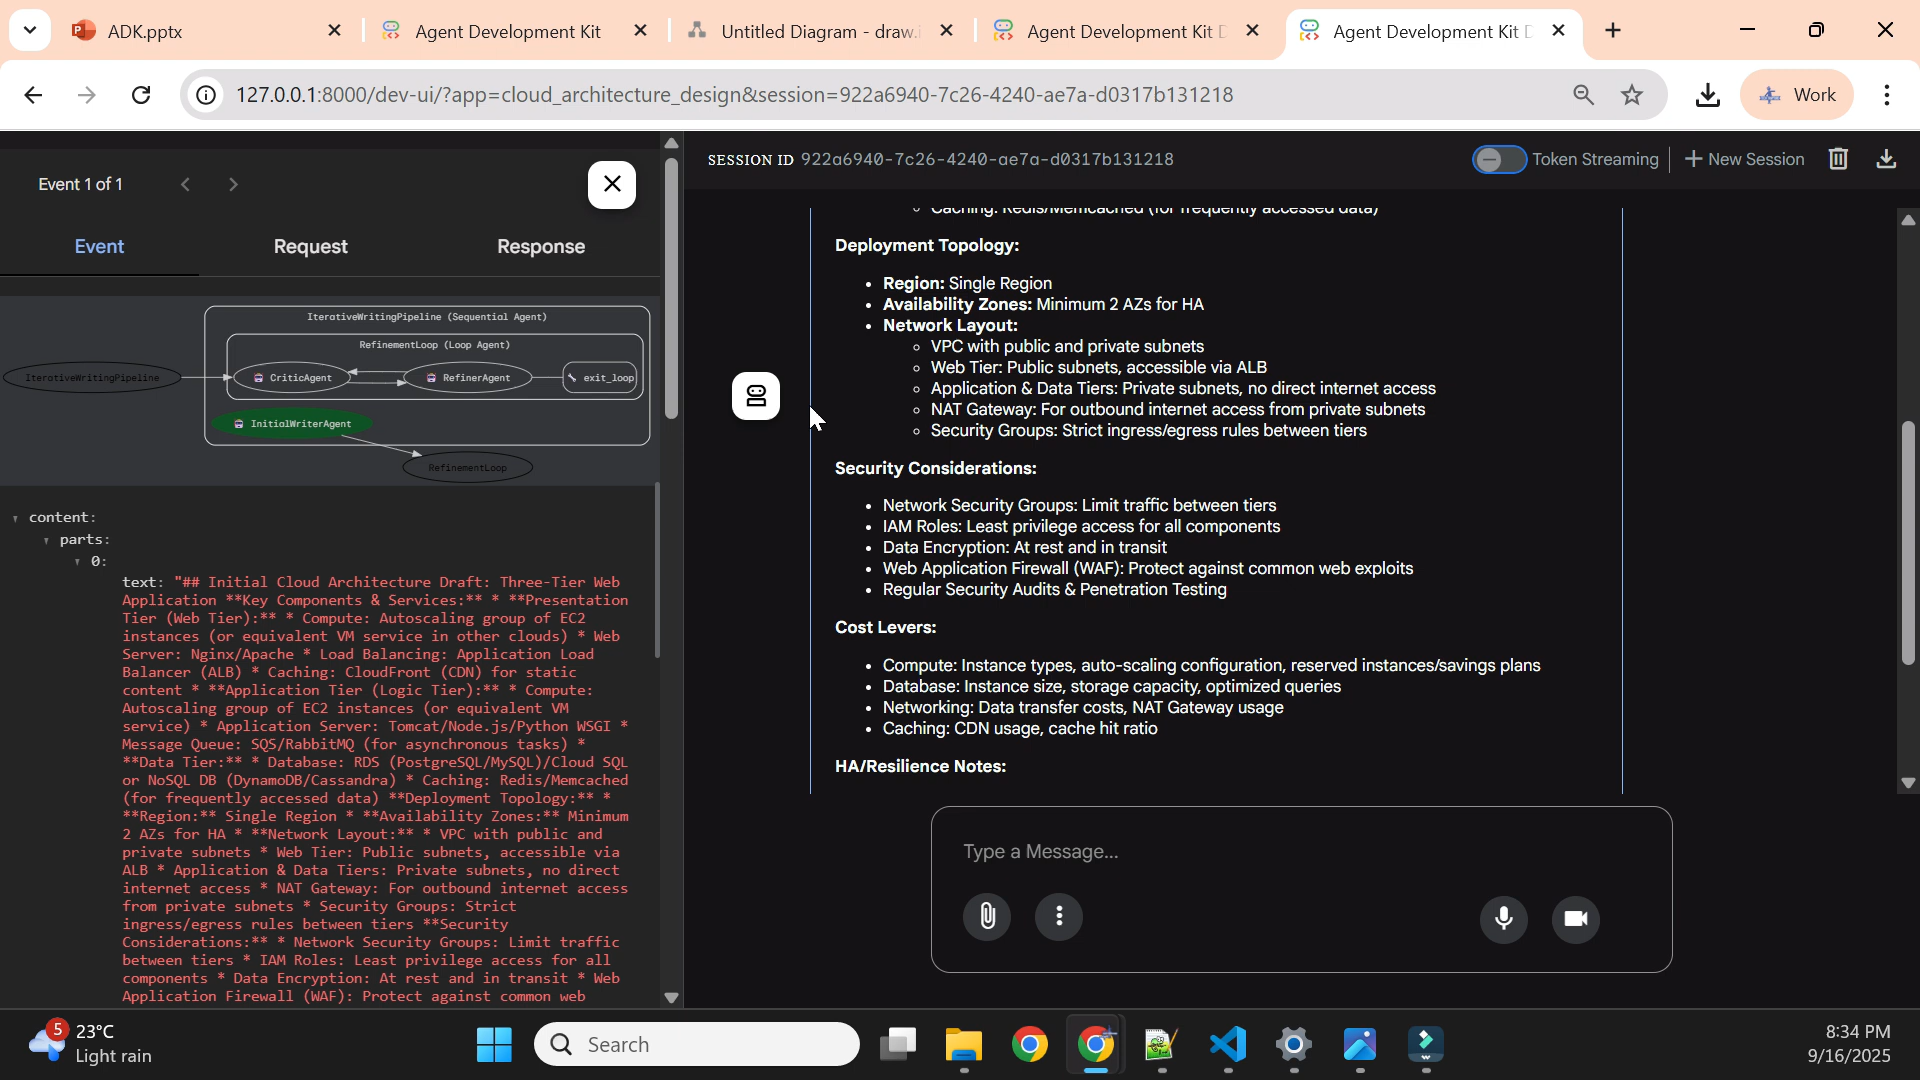 ADK.pptx
Agent Development Kit
Untitled Diagram - draw.i
Agent Development Kit D
Agent Development Kit D
127.0.0.1:8000/dev-ui/?app=cloud_architecture_design&session=922a6940-7c26-4240-ae7a-d0317b131218
Work
Event 1 of 1
Event
Request
Response
IterativeWritingPipeline (Sequential Agent)
RefinementLoop (Loop Agent)
IterativeWritingPipeline
CriticAgent
RefinerAgent
exit_loop
InitialWriterAgent
RefinementLoop
content:
parts:
0:
text: "## Initial Cloud Architecture Draft: Three-Tier Web
Application **Key Components & Services:** * **Presentation
Tier (Web Tier):** * Compute: Autoscaling group of EC2
instances (or equivalent VM service in other clouds) * Web
Server: Nginx/Apache * Load Balancing: Application Load
Balancer (ALB) * Caching: CloudFront (CDN) for static
content * **Application Tier (Logic Tier):** * Compute:
Autoscaling group of EC2 instances (or equivalent VM
service) * Application Server: Tomcat/Node.js/Python WSGI *
Message Queue: SQS/RabbitMQ (for asynchronous tasks) *
**Data Tier:** * Database: RDS (PostgreSQL/MySQL)/Cloud SQL
or NoSQL DB (DynamoDB/Cassandra) * Caching: Redis/Memcached
(for frequently accessed data) **Deployment Topology:** *
**Region:** Single Region * **Availability Zones:** Minimum
2 AZs for HA * **Network Layout:** * VPC with public and
private subnets * Web Tier: Public subnets, accessible via
ALB * Application & Data Tiers: Private subnets, no direct
internet access * NAT Gateway: For outbound internet access
from private subnets * Security Groups: Strict
ingress/egress rules between tiers **Security
Considerations:** * Network Security Groups: Limit traffic
between tiers * IAM Roles: Least privilege access for all
components * Data Encryption: At rest and in transit * Web
Application Firewall (WAF): Protect against common web
SESSION ID 922a6940-7c26-4240-ae7a-d0317b131218
Token Streaming
New Session
Caching: Redis/Memcached (for frequently accessed data)
Deployment Topology:
Region: Single Region
Availability Zones: Minimum 2 AZs for HA
Network Layout:
VPC with public and private subnets
Web Tier: Public subnets, accessible via ALB
Application & Data Tiers: Private subnets, no direct internet access
NAT Gateway: For outbound internet access from private subnets
Security Groups: Strict ingress/egress rules between tiers
Security Considerations:
Network Security Groups: Limit traffic between tiers
IAM Roles: Least privilege access for all components
Data Encryption: At rest and in transit
Web Application Firewall (WAF): Protect against common web exploits
Regular Security Audits & Penetration Testing
Cost Levers:
Compute: Instance types, auto-scaling configuration, reserved instances/savings plans
Database: Instance size, storage capacity, optimized queries
Networking: Data transfer costs, NAT Gateway usage
Caching: CDN usage, cache hit ratio
HA/Resilience Notes:
Type a Message...
5
23°C
Light rain
Search
8:34 PM
9/16/2025